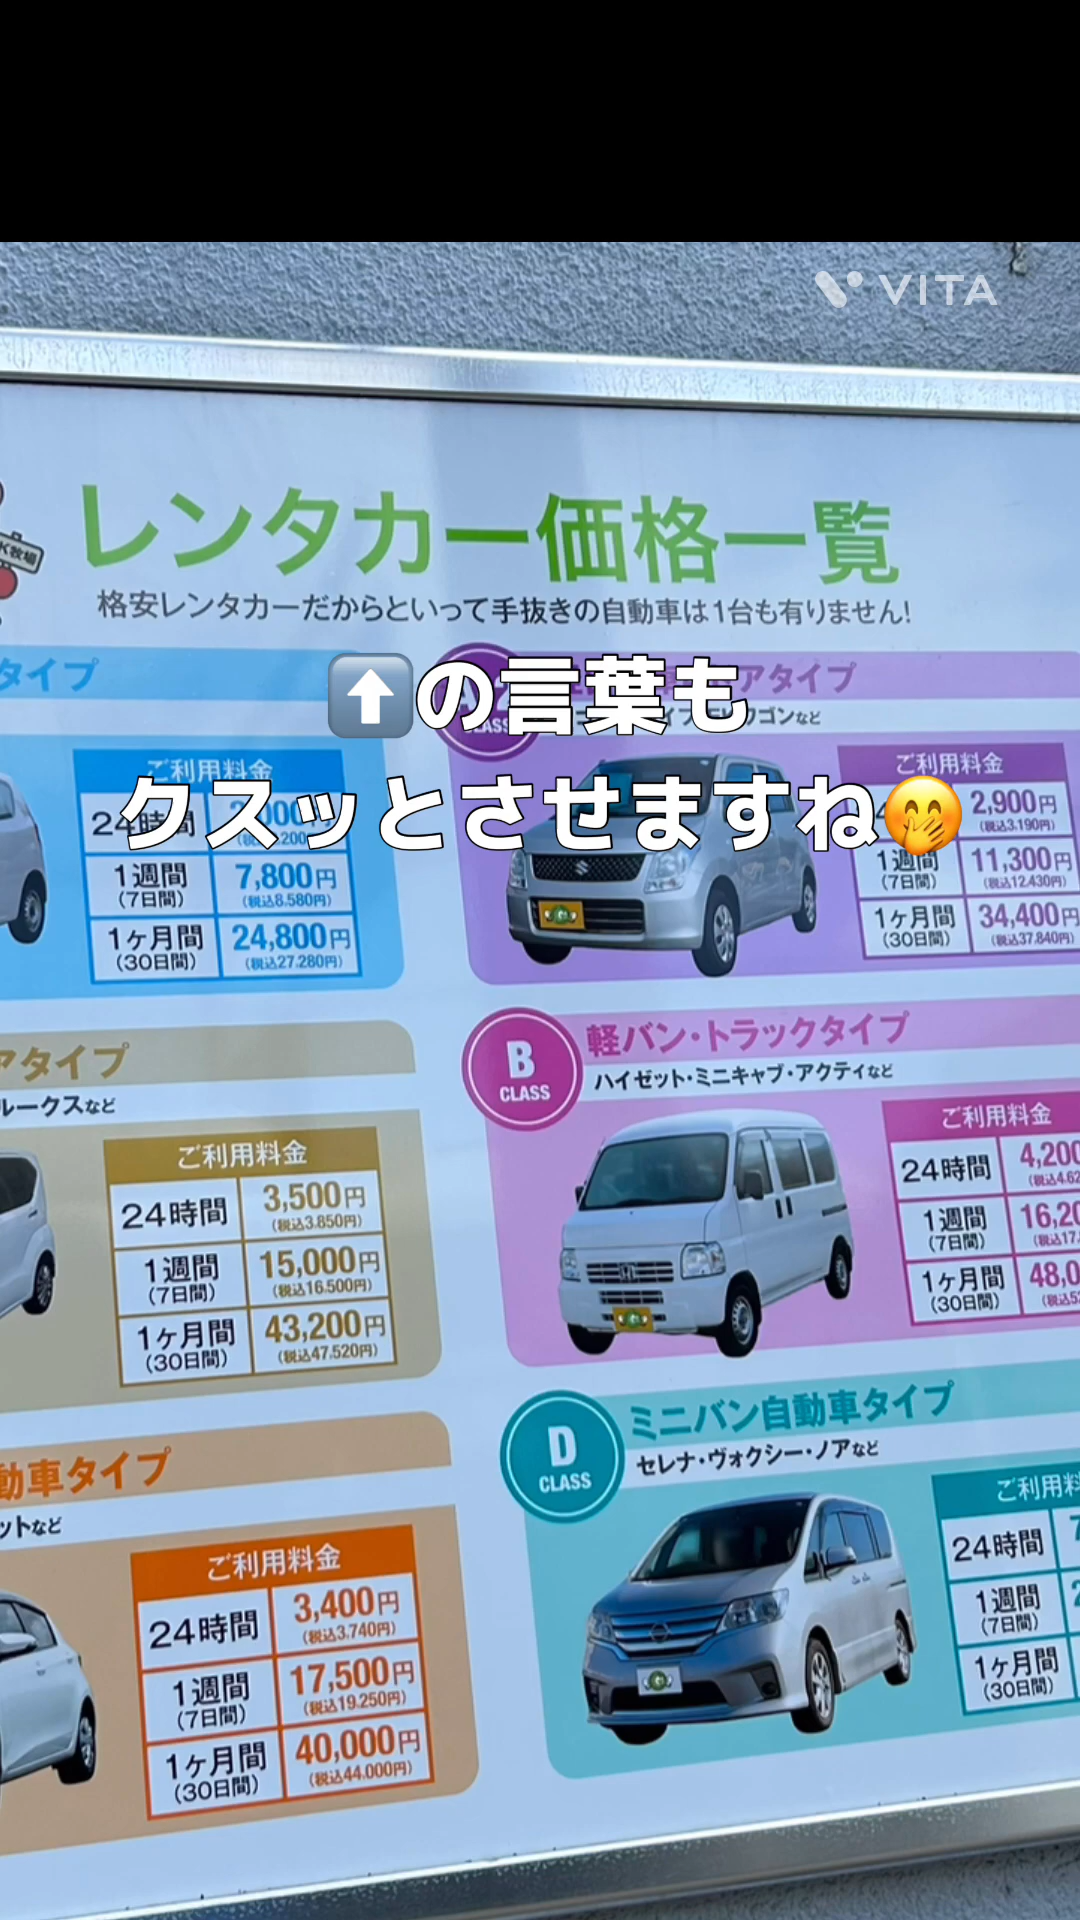 VITA
K牧場
レンタカー価格一覧
格安レンタカーだからといって手抜きの自動車は1台も有りません!
⬆️の言葉も
クスッとさせますね🤭
タイプ
ご利用料金
24時間
1週間
(7日間)
7,800円
(税込8.580円)
1ヶ月間
(30日間)
24,800円
(税込27.280円)
アタイプ
ワゴンなど
ご利用料金
2,900円
(税込3.190円)
1週間
(7日間)
11,300円
(税込12.430円)
1ヶ月間
(30日間)
34,400円
(税込37.840円)
アタイプ
ルークスなど
ご利用料金
24時間
3,500円
(税込3.850円)
1週間
(7日間)
15,000円
(税込16.500円)
1ヶ月間
(30日間)
43,200円
(税込47.520円)
B
CLASS
軽バン・トラックタイプ
ハイゼット・ミニキャブ・アクティなど
ご利用料金
24時間
4,200
1週間
(7日間)
16,20
1ヶ月間
(30日間)
48,0
動車タイプ
ットなど
ご利用料金
24時間
3,400円
(税込3.740円)
1週間
(7日間)
17,500円
(税込19.250円)
1ヶ月間
(30日間)
40,000円
(税込44.000円)
D
CLASS
ミニバン自動車タイプ
セレナ・ヴォクシー・ノアなど
ご利用料
24時間
1週間
(7日間)
1ヶ月間
(30日間)